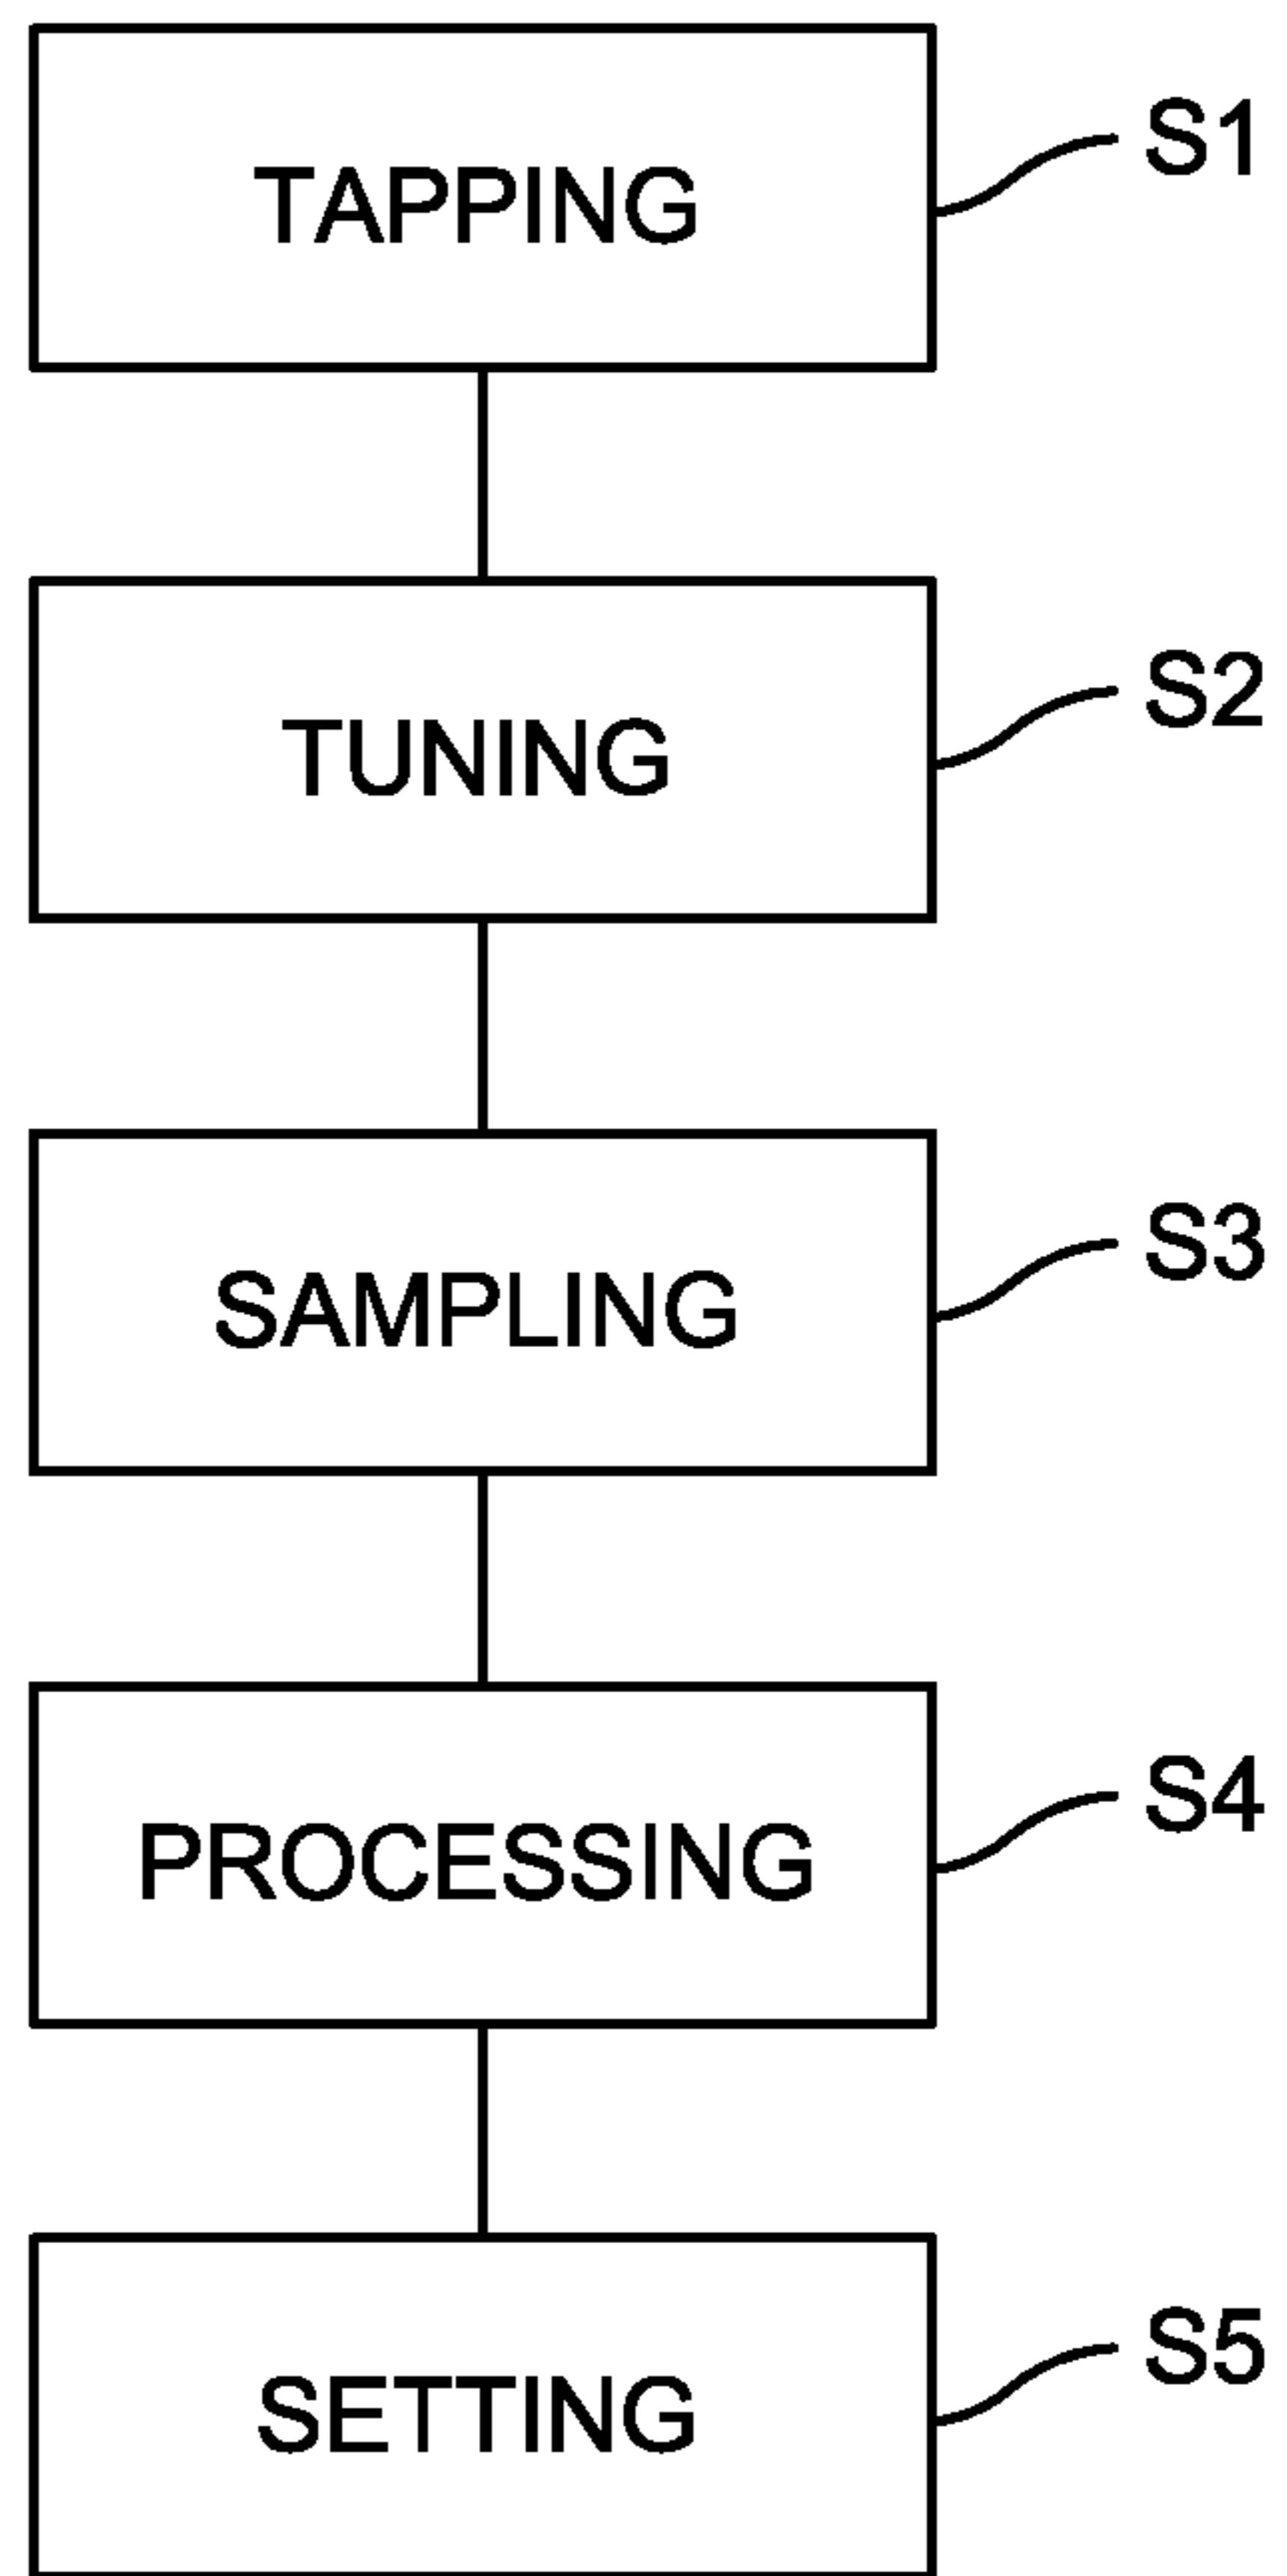 TAPPING S1
TUNING S2
SAMPLING S3
PROCESSING S4
SETTING S5